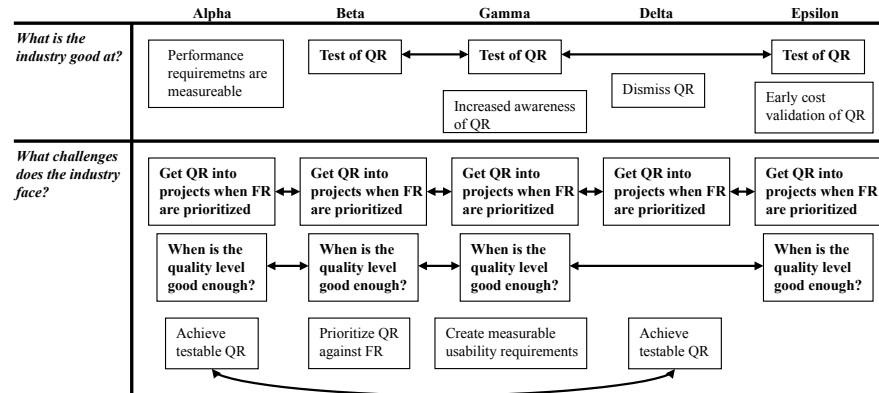 Alpha Beta Gamma Delta Epsilon
What is the
industry good at?
Performance
requiremetns are
measureable
Test of QR
Test of QR
Increased awareness
of QR
Dismiss QR
Test of QR
Early cost
validation of QR
What challenges
does the industry
face?
Get QR into
projects when FR
are prioritized
Get QR into
projects when FR
are prioritized
Get QR into
projects when FR
are prioritized
Get QR into
projects when FR
are prioritized
Get QR into
projects when FR
are prioritized
When is the
quality level
good enough?
When is the
quality level
good enough?
When is the
quality level
good enough?
When is the
quality level
good enough?
Achieve
testable QR
Prioritize QR
against FR
Create measurable
usability requirements
Achieve
testable QR